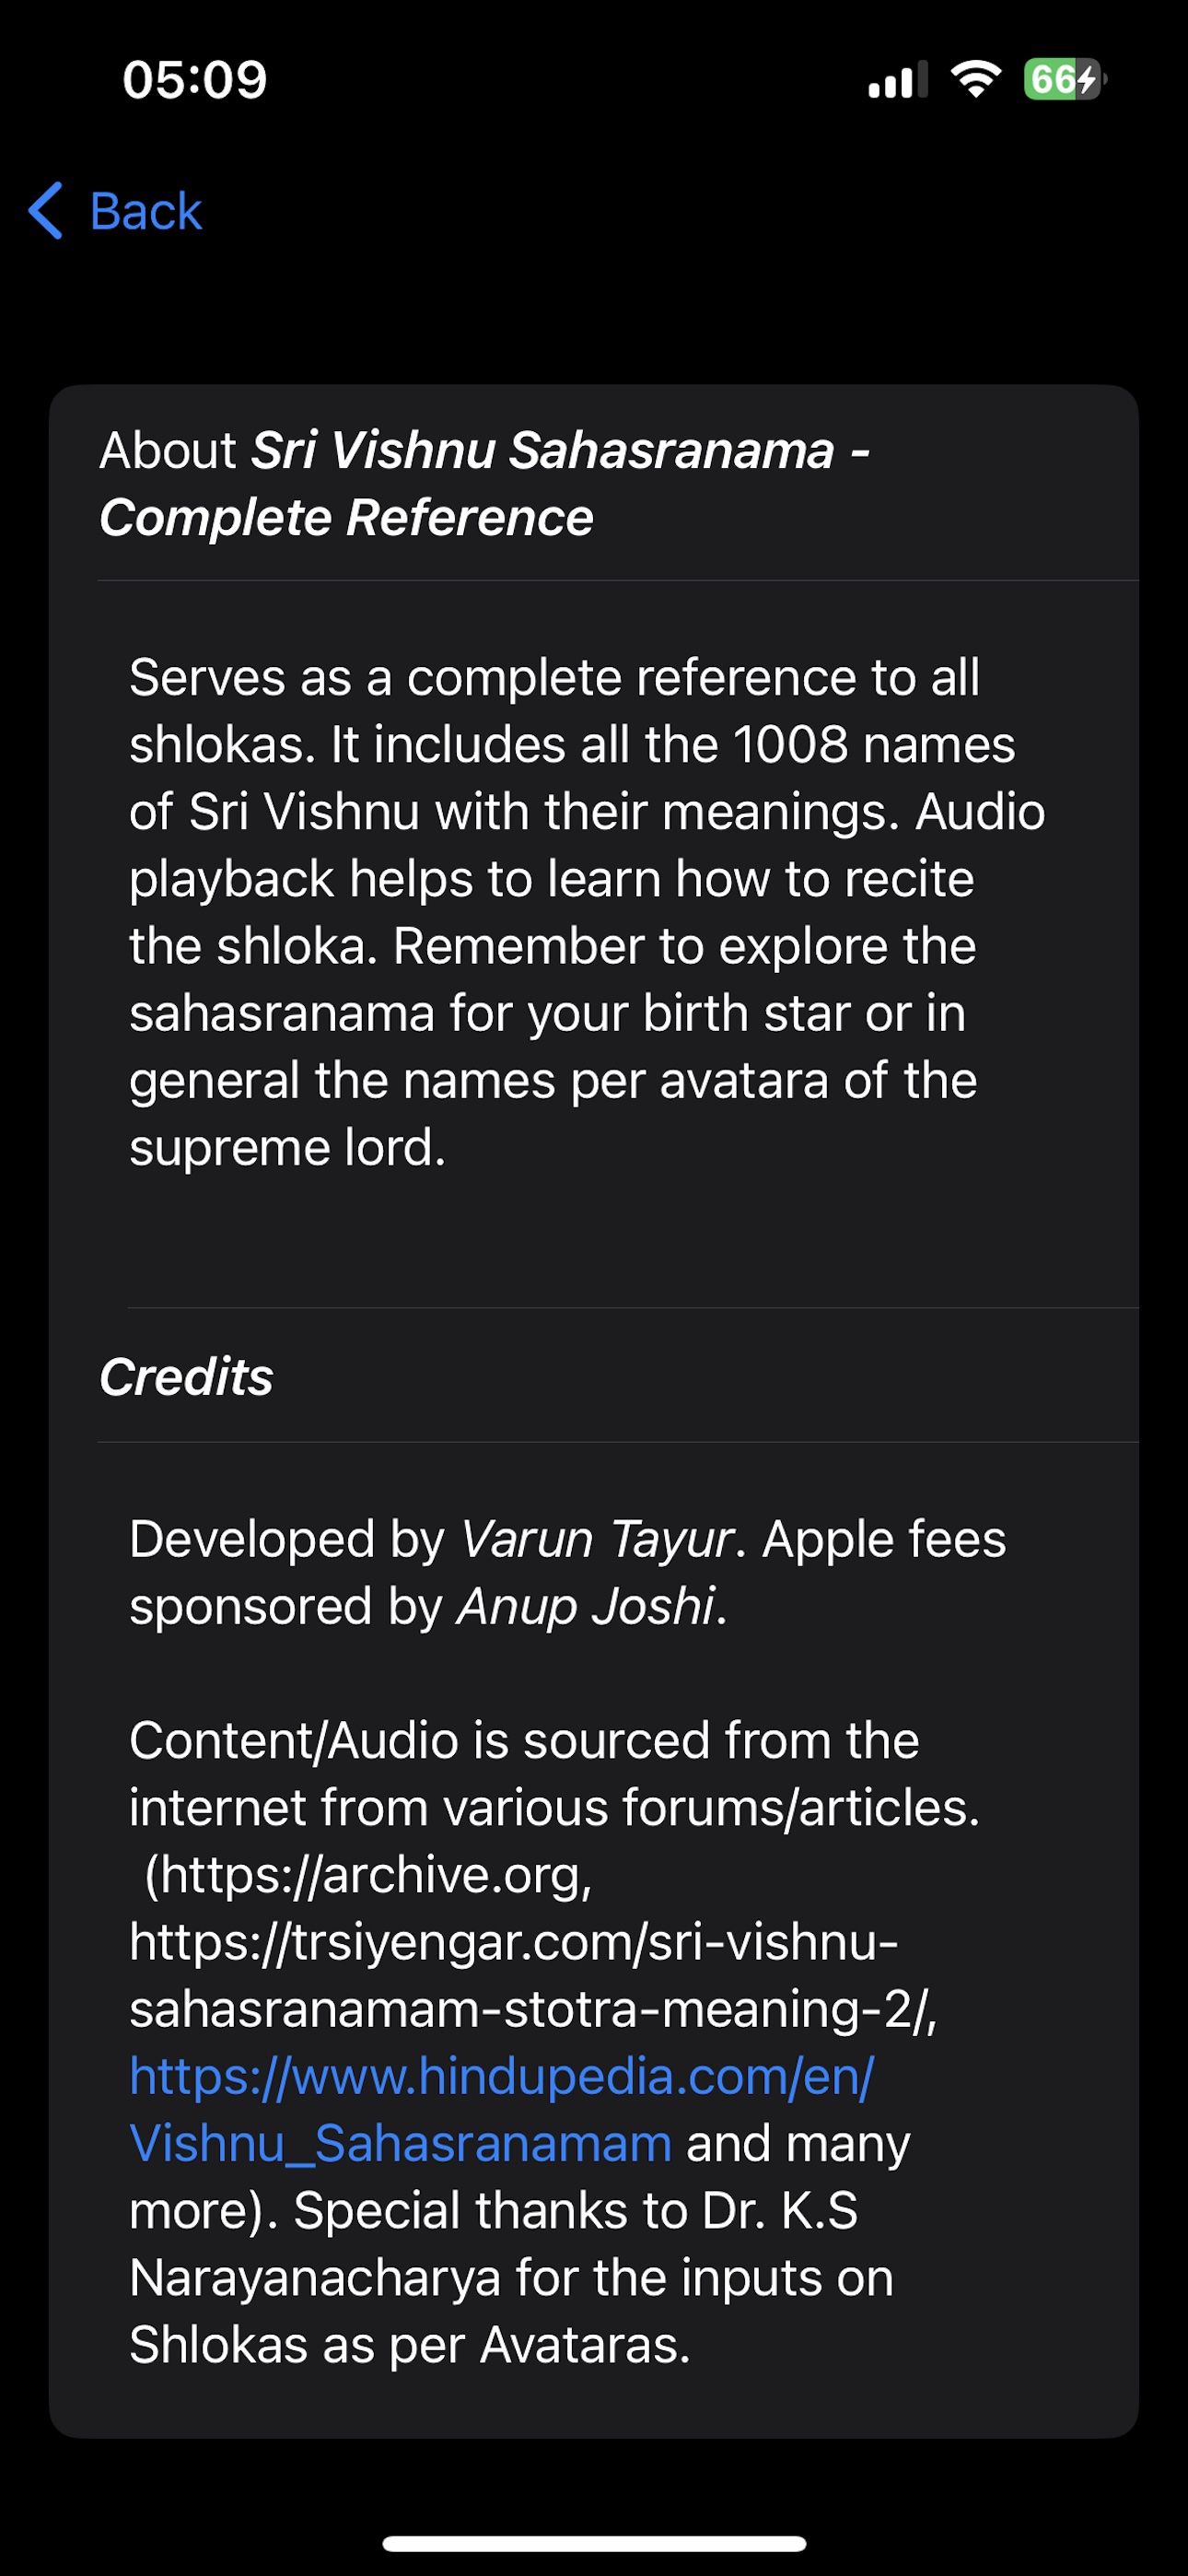 05:09
66
Back
About Sri Vishnu Sahasranama -
Complete Reference
Serves as a complete reference to all
shlokas. It includes all the 1008 names
of Sri Vishnu with their meanings. Audio
playback helps to learn how to recite
the shloka. Remember to explore the
sahasranama for your birth star or in
general the names per avatara of the
supreme lord.
Credits
Developed by Varun Tayur. Apple fees
sponsored by Anup Joshi.
Content/Audio is sourced from the
internet from various forums/articles.
(https://archive.org,
https://trsiyengar.com/sri-vishnu-
sahasranamam-stotra-meaning-2/,
https://www.hindupedia.com/en/
Vishnu_Sahasranamam and many
more). Special thanks to Dr. K.S
Narayanacharya for the inputs on
Shlokas as per Avataras.